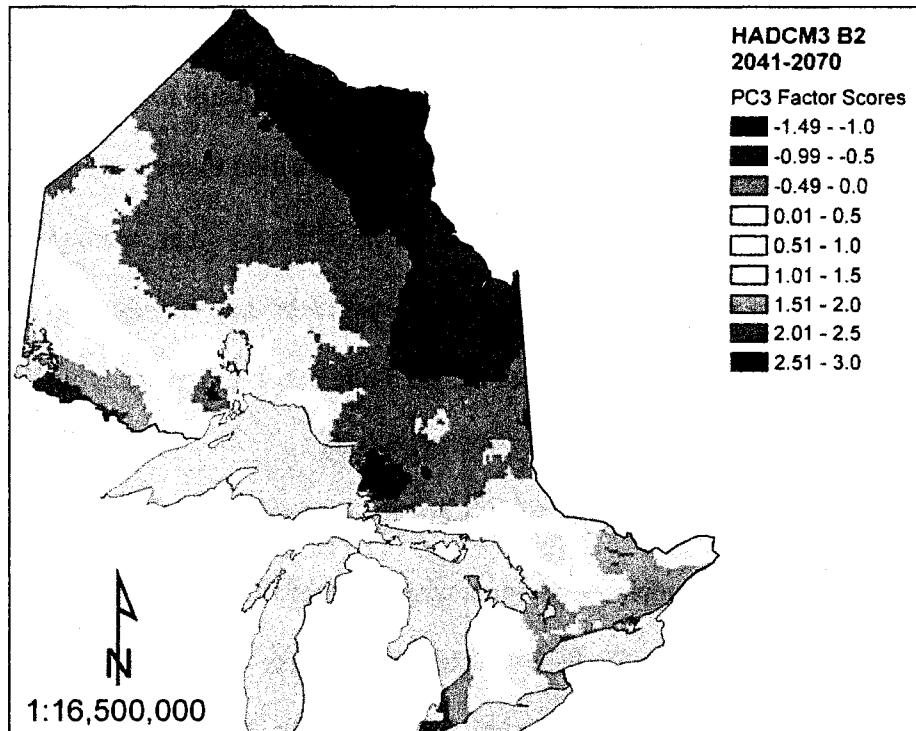 HADCM3 B2
2041-2070
PC3 Factor Scores
-1.49 - -1.0
-0.99 - -0.5
-0.49 - 0.0
0.01 - 0.5
0.51 - 1.0
1.01 - 1.5
1.51 - 2.0
2.01 - 2.5
2.51 - 3.0
N
1:16,500,000